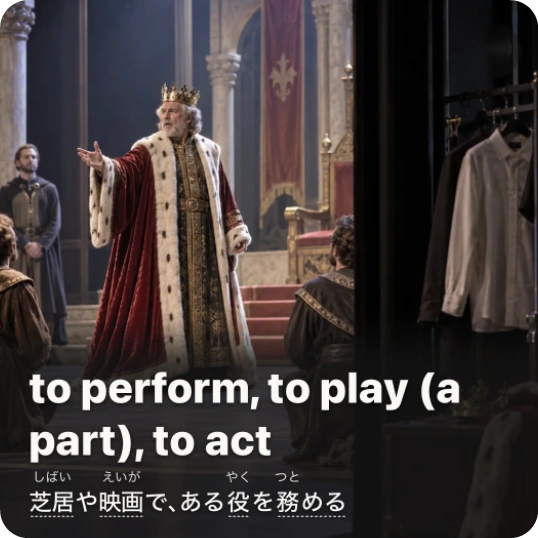 to perform, to play (a
part), to act
しばい えいが やく つと
芝居や映画で、ある役を務める